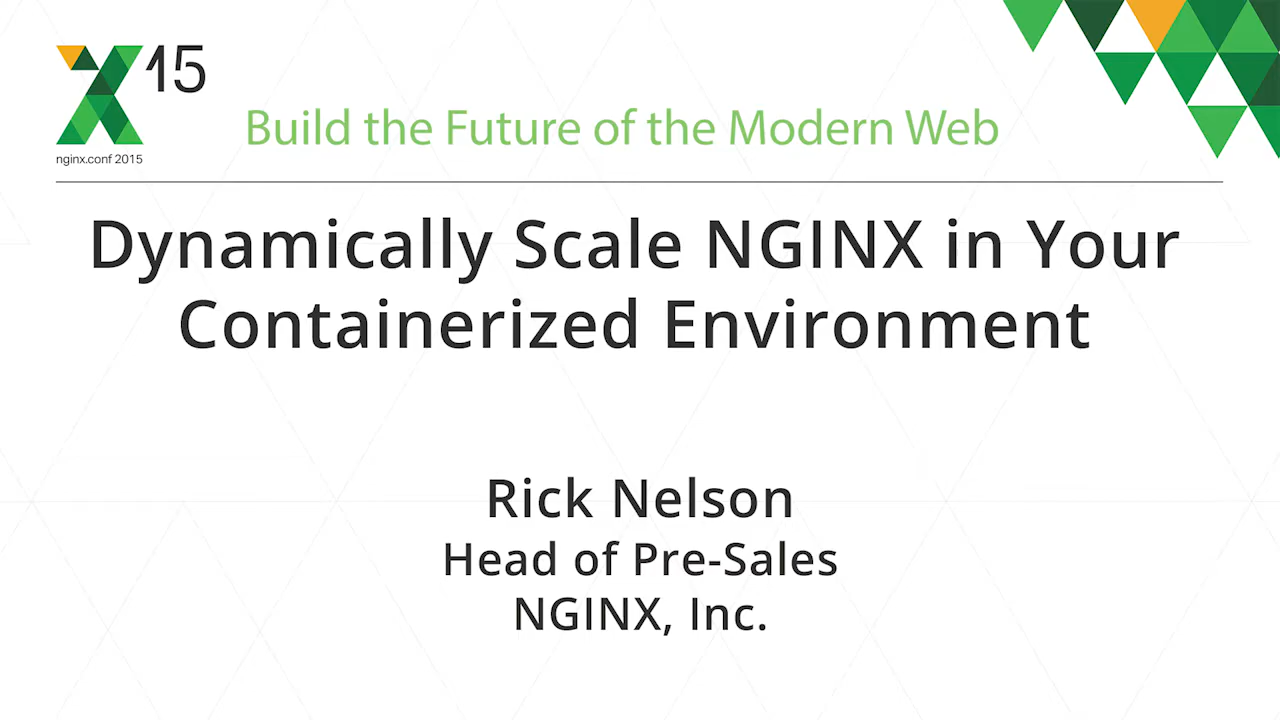 15
nginx.conf 2015
Build the Future of the Modern Web
Dynamically Scale NGINX in Your
Containerized Environment
Rick Nelson
Head of Pre-Sales
NGINX, Inc.